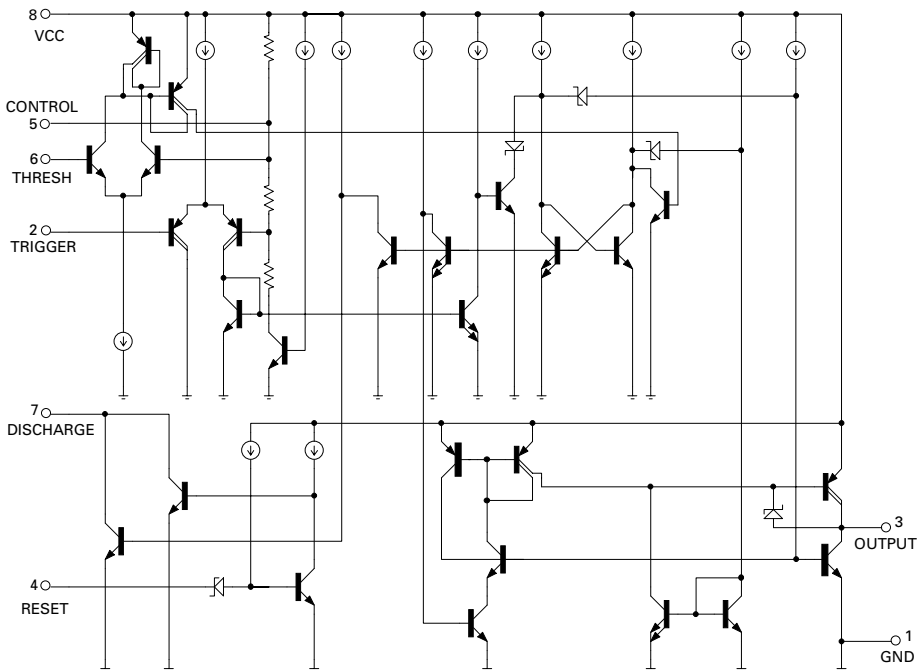 8
VCC
CONTROL
5
6
THRESH
2
TRIGGER
7
DISCHARGE
3
OUTPUT
4
RESET
1
GND